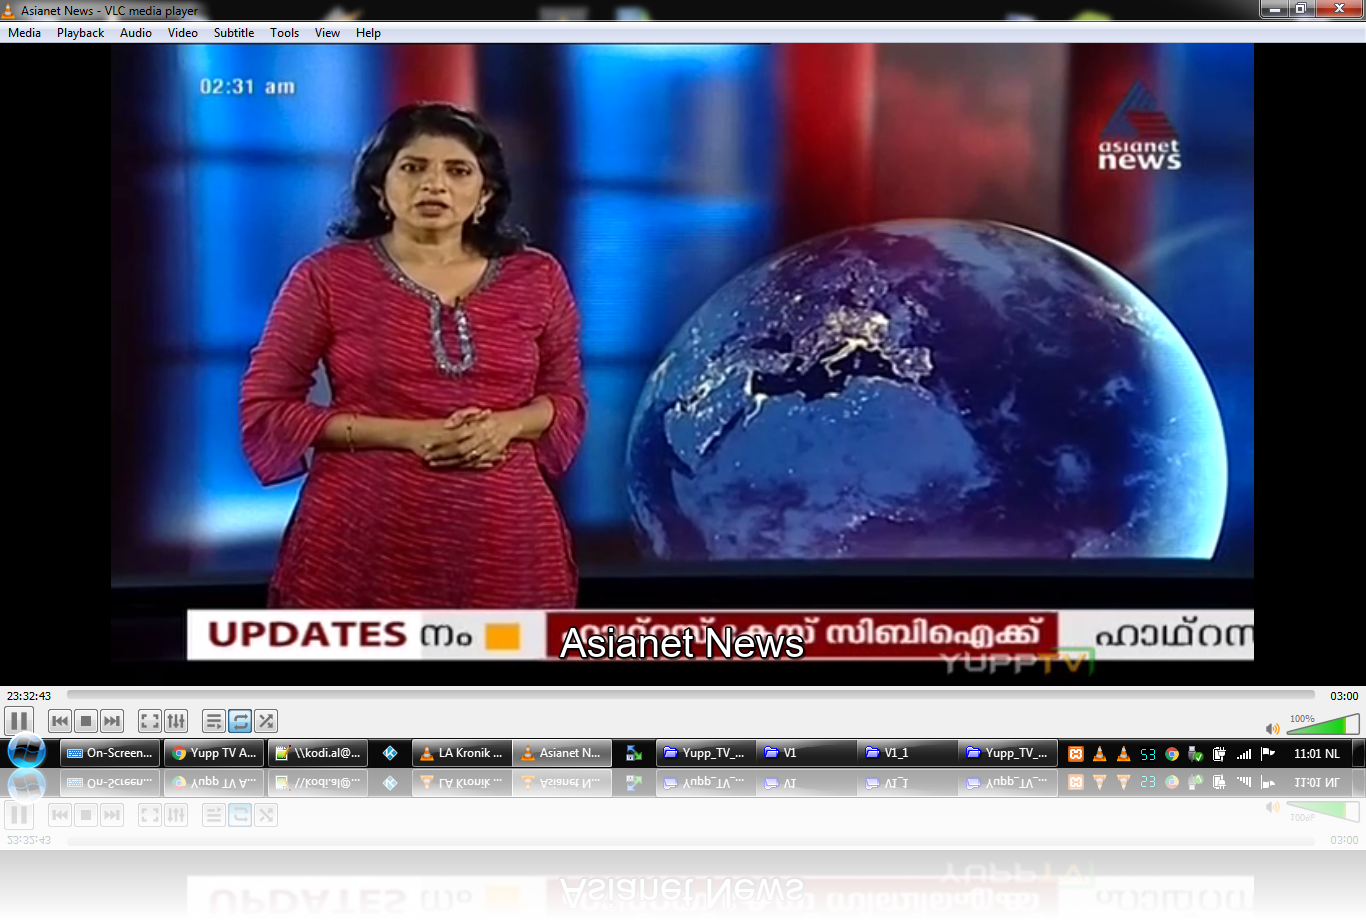 Asianet News - VLC media player
Media Playback Audio Video Subtitle Tools View Help
02:31 am
asianet
news
UPDATES നം കേസ് സിബിഐക്ക് ഫാഥ്റസ
Asianet News
YUPPTV
23:32:43 03:00
100%
On-Screen... Yupp TV A... \\kodi.al@... LA Kronik ... Asianet N... Yupp_TV_... V1 V1_1 Yupp_TV_... 53 11:01 NL